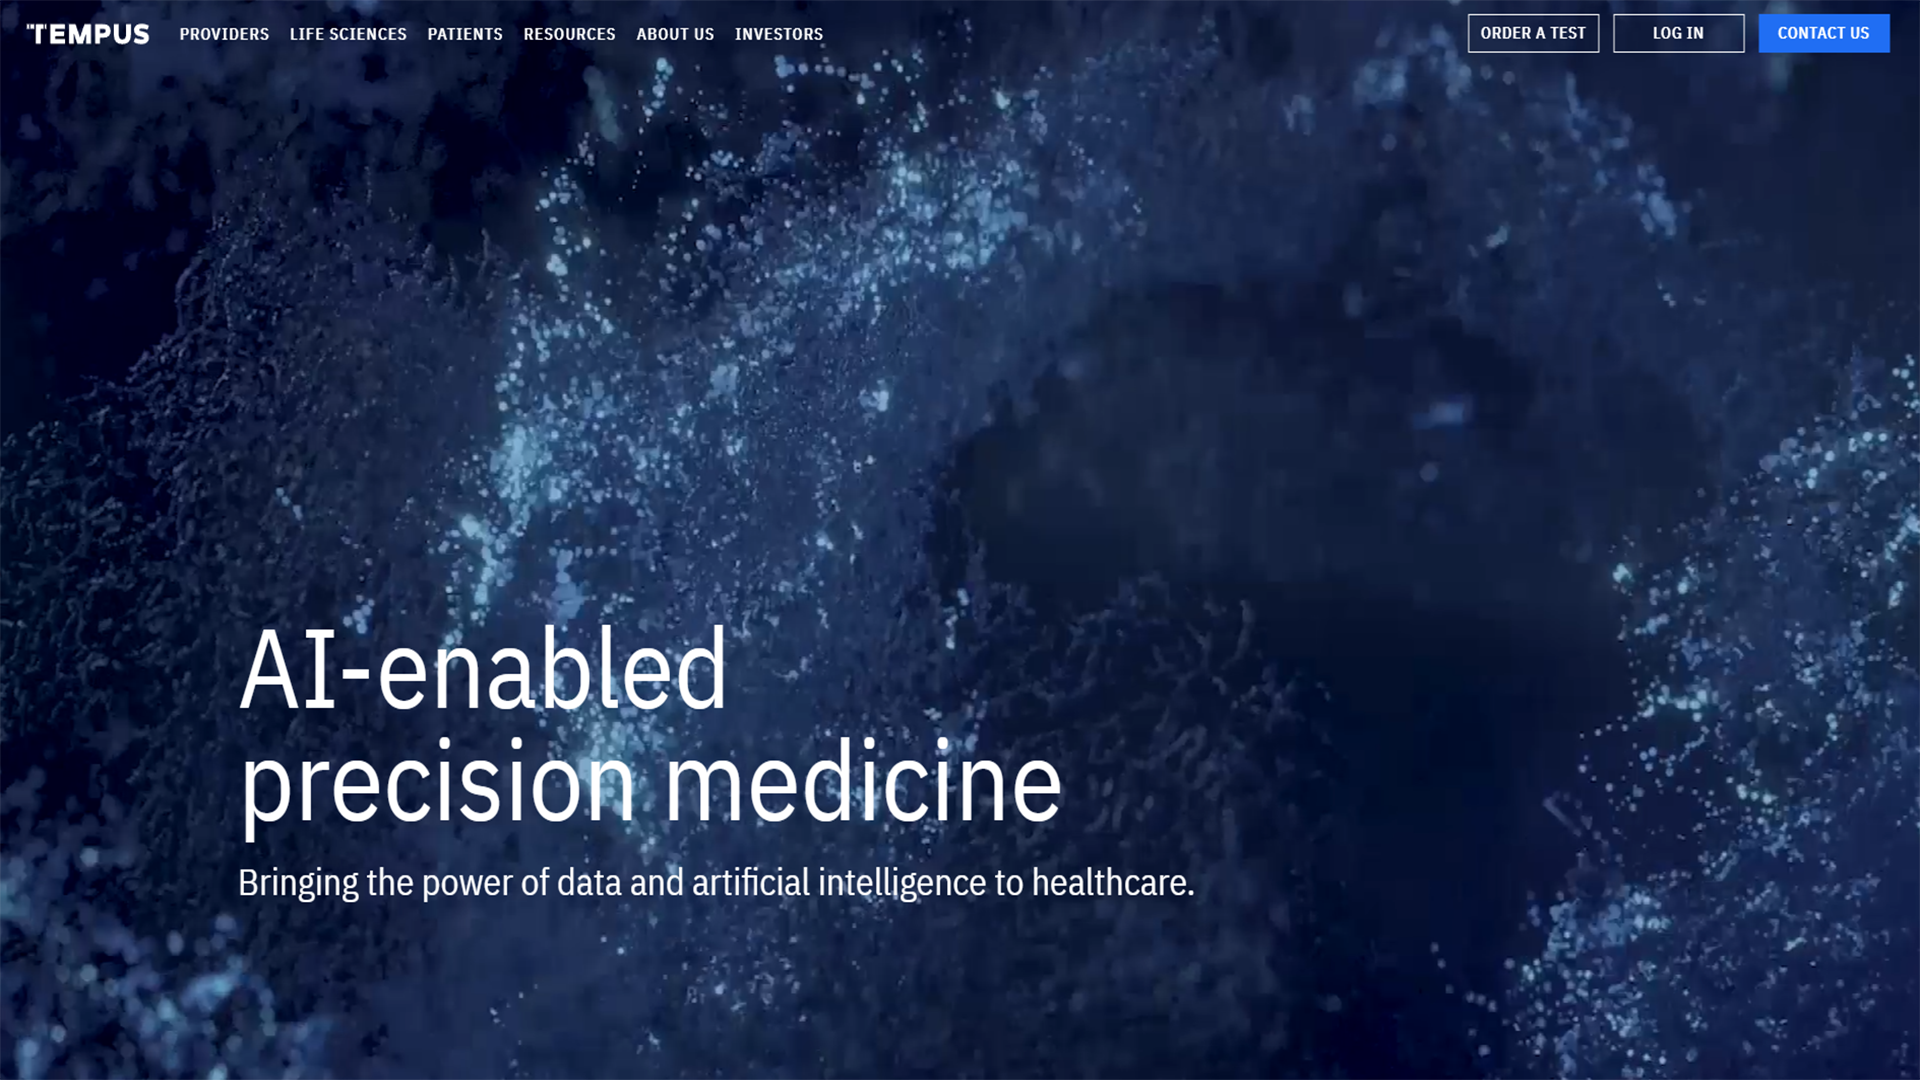 TEMPUS
PROVIDERS LIFE SCIENCES PATIENTS RESOURCES ABOUT US INVESTORS
ORDER A TEST
LOG IN
CONTACT US
AI-enabled
precision medicine
Bringing the power of data and artificial intelligence to healthcare.